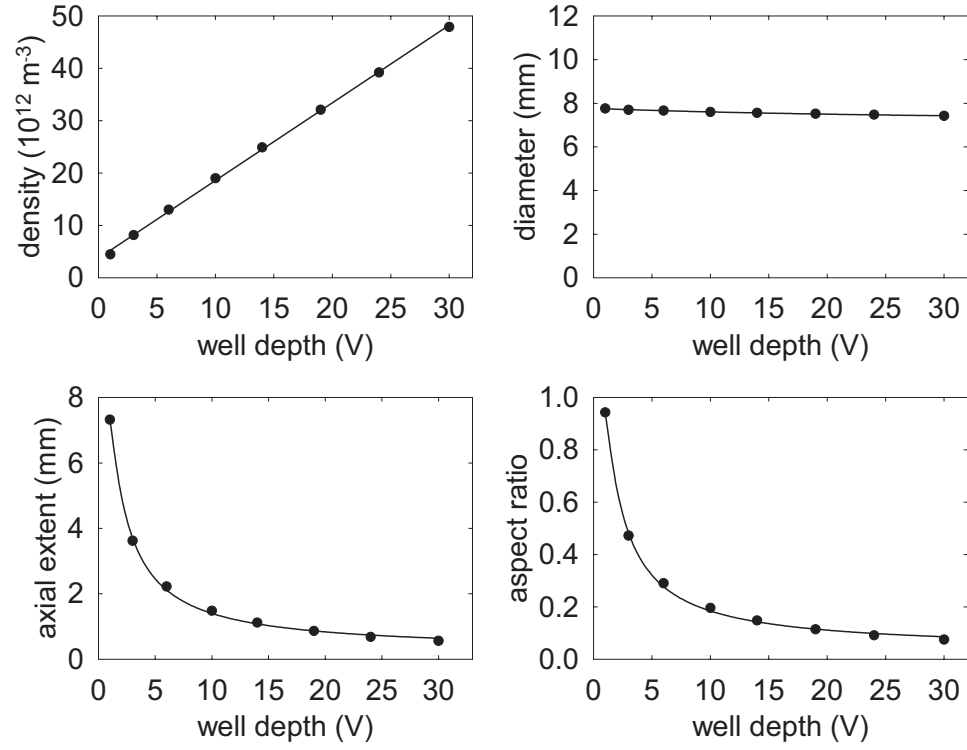 density (10¹² m⁻³)
50
40
30
20
10
0
0 5 10 15 20 25 30
well depth (V)
diameter (mm)
12
10
8
6
4
2
0
0 5 10 15 20 25 30
well depth (V)
axial extent (mm)
8
6
4
2
0
0 5 10 15 20 25 30
well depth (V)
aspect ratio
1.0
0.8
0.6
0.4
0.2
0.0
0 5 10 15 20 25 30
well depth (V)